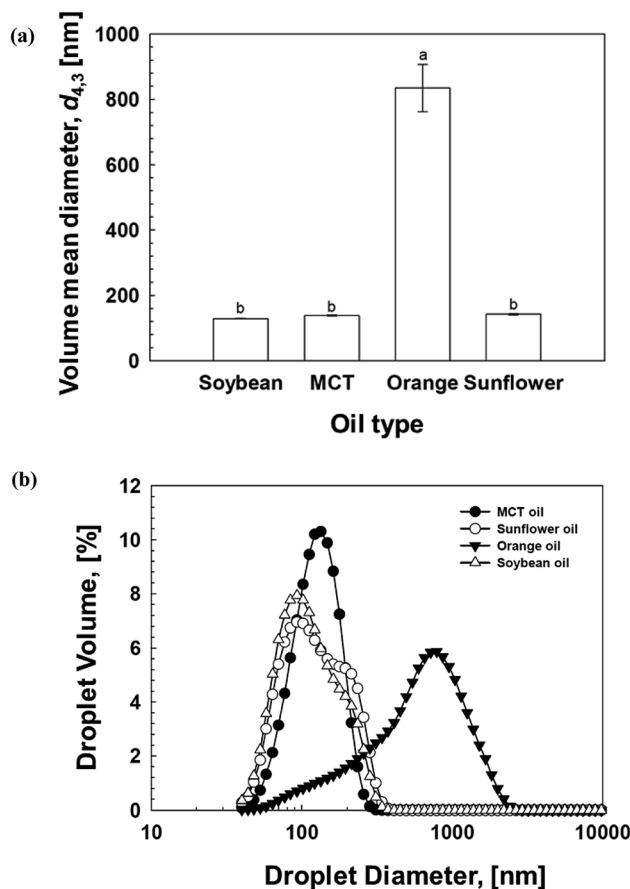 (a)
Volume mean diameter, d4,3 [nm]
1000
800
600
400
200
0
a
b
b
b
Soybean MCT Orange Sunflower
Oil type
(b)
Droplet Volume, [%]
12
10
8
6
4
2
0
MCT oil
Sunflower oil
Orange oil
Soybean oil
10 100 1000 10000
Droplet Diameter, [nm]